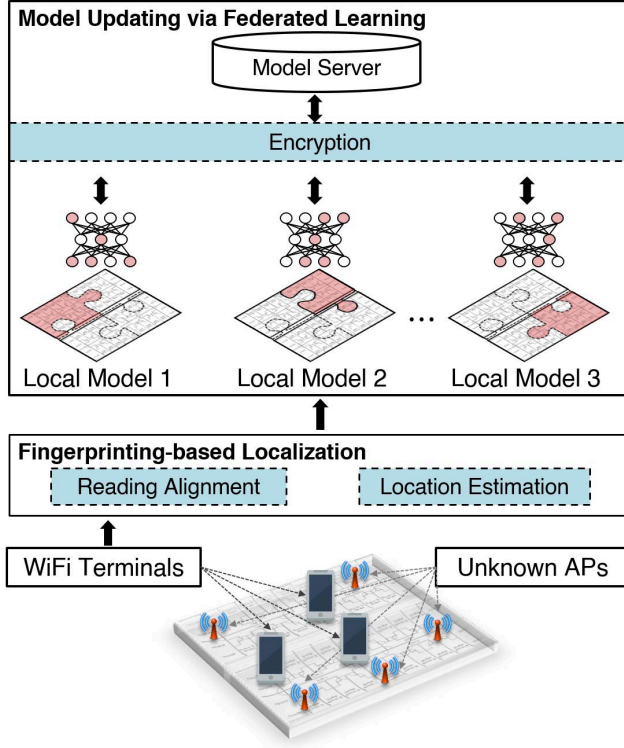 Model Updating via Federated Learning
Model Server
Encryption
...
Local Model 1
Local Model 2
Local Model 3
Fingerprinting-based Localization
Reading Alignment
Location Estimation
WiFi Terminals
Unknown APs